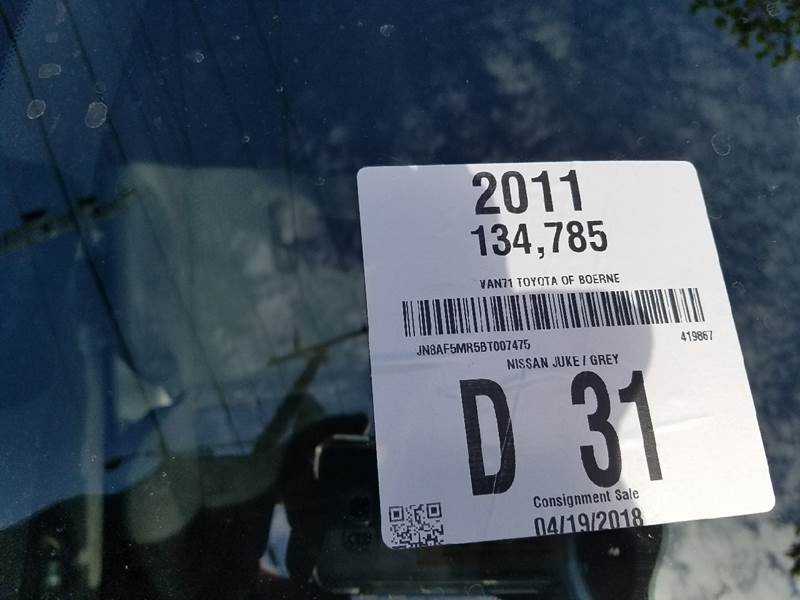 2011
134,785
VAN71 TOYOTA OF BOERNE
JN8AF5MR5BT007475 419867
NISSAN JUKE / GREY
D 31
Consignment Sale
04/19/2018